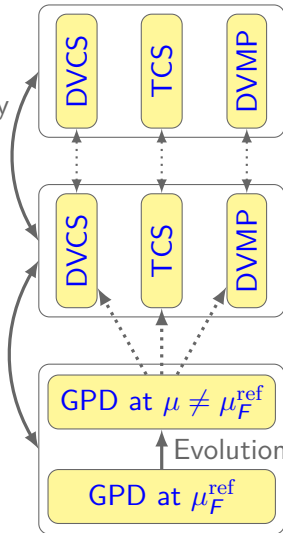 DVCS TCS DVMP
DVCS TCS DVMP
GPD at μ ≠ μ_F^ref
Evolution
GPD at μ_F^ref